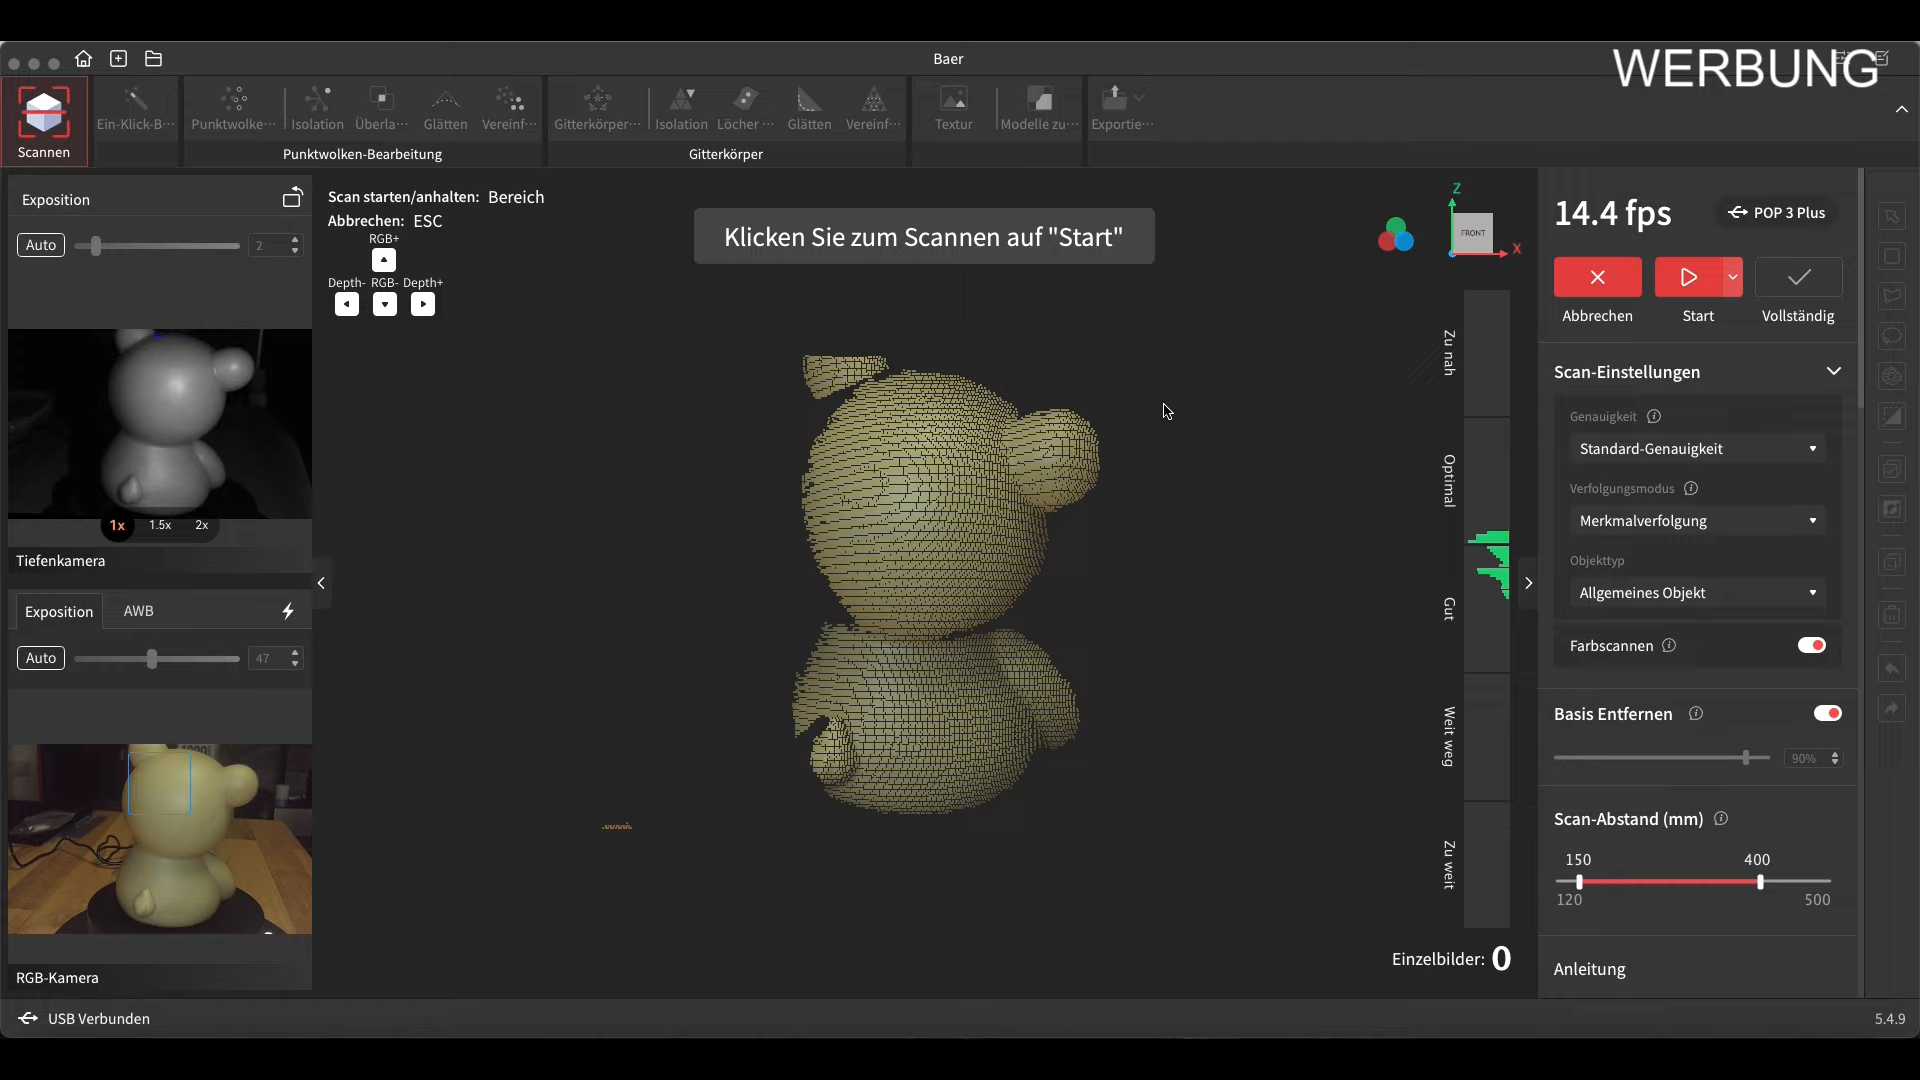 Baer
WERBUNG
Scannen
Ein-Klick-B···
Punktwolke···
Isolation
Überla···
Glätten
Vereinf···
Punktwolken-Bearbeitung
Gitterkörper···
Isolation
Löcher ···
Glätten
Vereinf···
Gitterkörper
Textur
Modelle zu···
Exportie···
Exposition
Auto
2
1x
1.5x
2x
Tiefenkamera
Exposition
AWB
Auto
47
RGB-Kamera
Scan starten/anhalten: Bereich
Abbrechen: ESC
RGB+
Depth- RGB- Depth+
Klicken Sie zum Scannen auf "Start"
Z
FRONT
X
Zu nah
Optimal
Gut
Weit weg
Zu weit
Einzelbilder: 0
14.4 fps
POP 3 Plus
Abbrechen
Start
Vollständig
Scan-Einstellungen
Genauigkeit
Standard-Genauigkeit
Verfolgungsmodus
Merkmalverfolgung
Objekttyp
Allgemeines Objekt
Farbscannen
Basis Entfernen
90%
Scan-Abstand (mm)
150
400
120
500
Anleitung
USB Verbunden
5.4.9